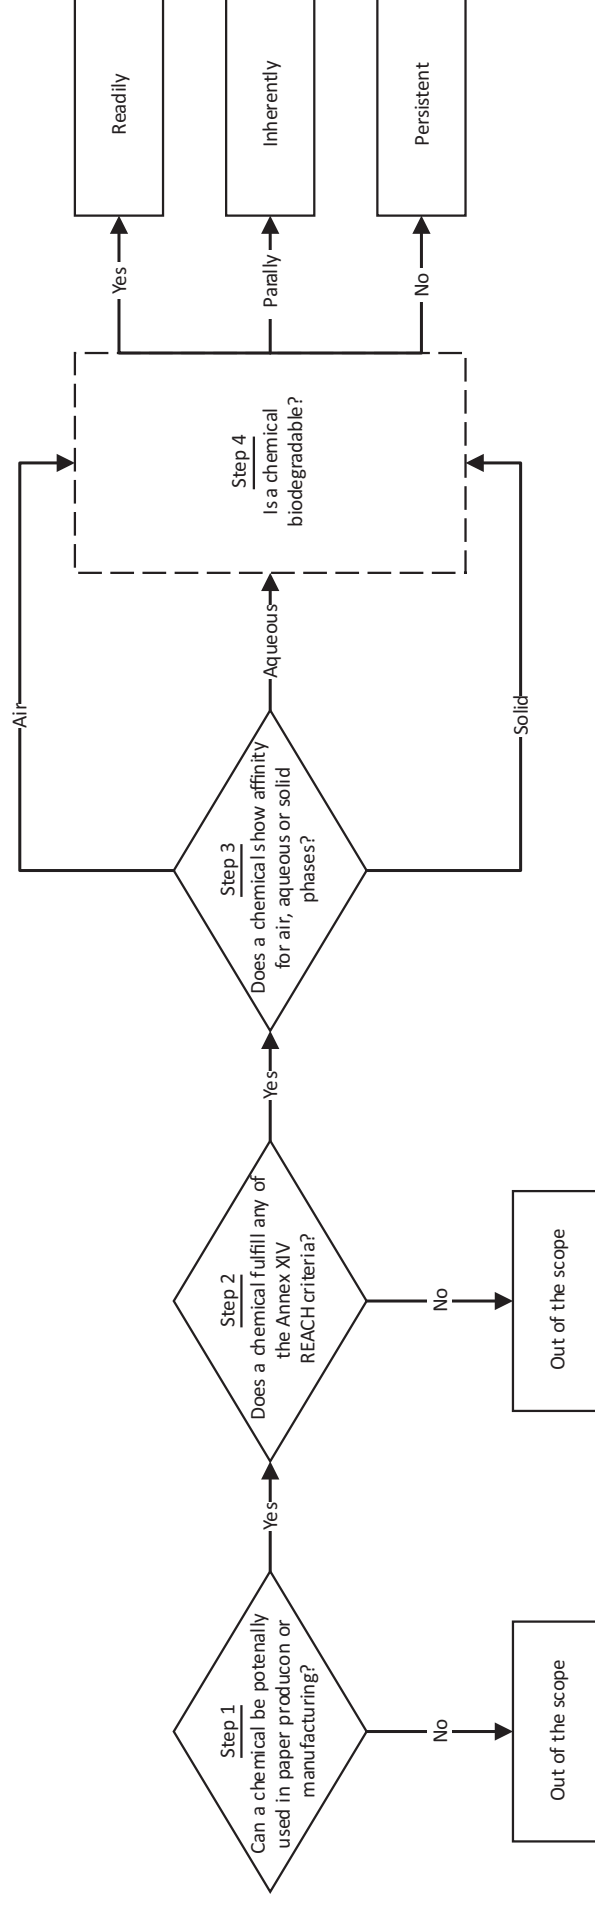 Step 1
Can a chemical be potenally
used in paper producon or
manufacturing?
No
Out of the scope
Yes
Step 2
Does a chemical fulfill any of
the Annex XIV
REACH criteria?
No
Out of the scope
Yes
Step 3
Does a chemical show affinity
for air, aqueous or solid
phases?
Air
Aqueous
Solid
Step 4
Is a chemical
biodegradable?
Yes
Readily
Parally
Inherently
No
Persistent